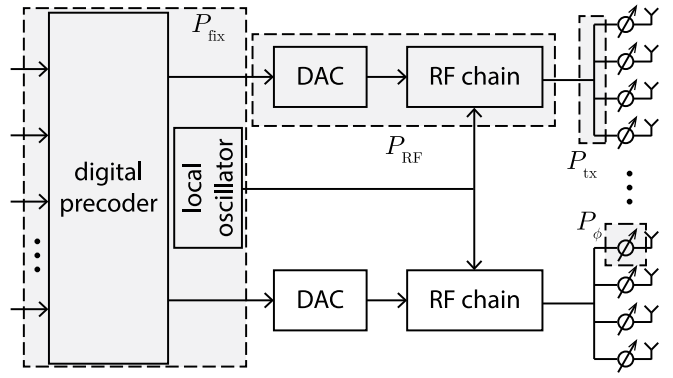 P_fix
DAC
RF chain
P_RF
P_tx
digital
precoder
local
oscillator
P_ϕ
DAC
RF chain